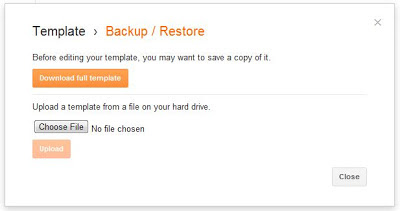 Template › Backup / Restore
Before editing your template, you may want to save a copy of it.
Download full template
Upload a template from a file on your hard drive.
Choose File No file chosen
Upload
Close